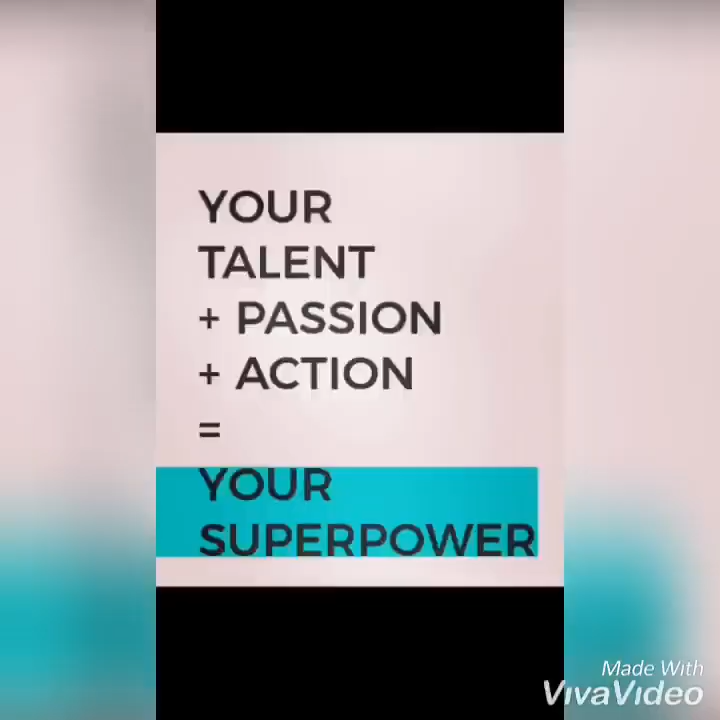 YOUR
TALENT
+ PASSION
+ ACTION
=
YOUR
SUPERPOWER
Made With
VivaVideo